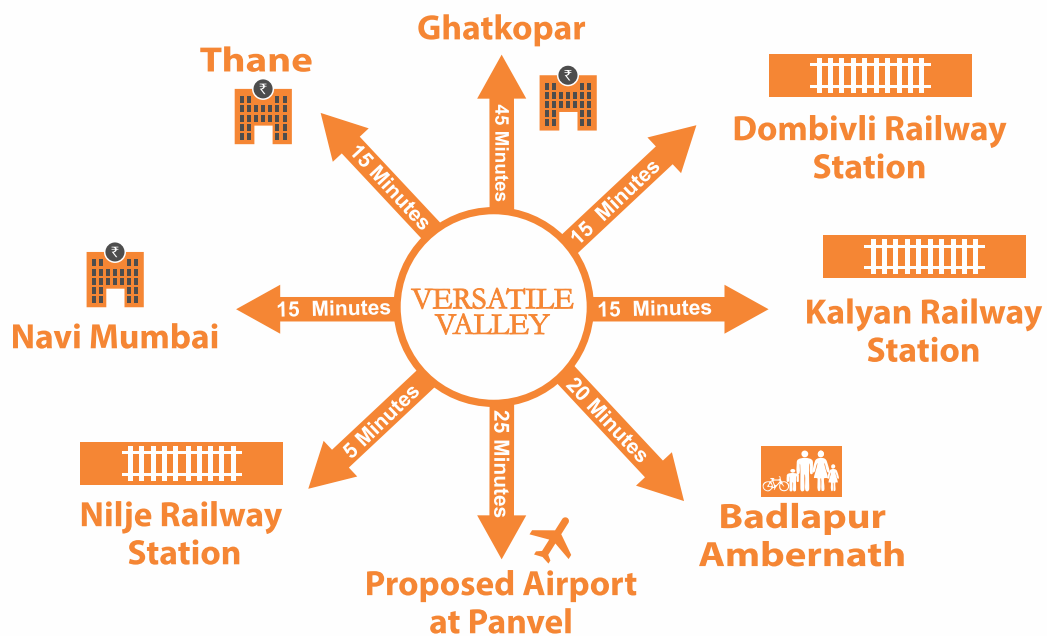 Ghatkopar
45 Minutes
Thane
₹
15 Minutes
₹
Dombivli Railway
Station
15 Minutes
Kalyan Railway
Station
15 Minutes
VERSATILE
VALLEY
Navi Mumbai
₹
15 Minutes
Nilje Railway
Station
5 Minutes
25 Minutes
Proposed Airport
at Panvel
20 Minutes
Badlapur
Ambernath